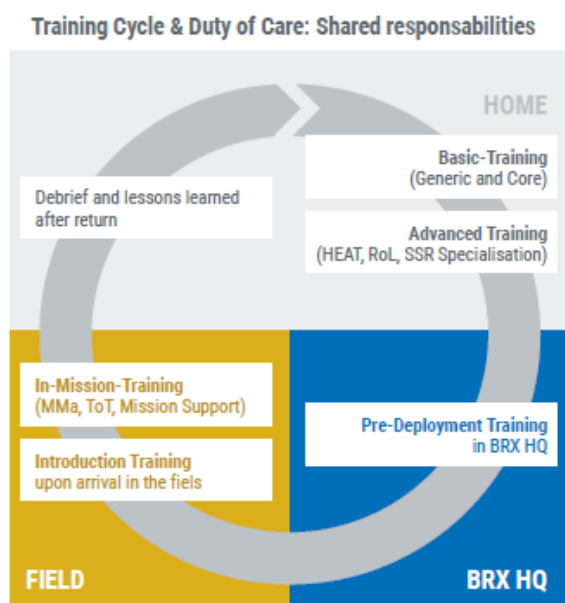 Training Cycle & Duty of Care: Shared responsabilities
HOME
Basic-Training
(Generic and Core)
Debrief and lessons learned
after return
Advanced Training
(HEAT, RoL, SSR Specialisation)
In-Mission-Training
(MMa, ToT, Mission Support)
Pre-Deployment Training
in BRX HQ
Introduction Training
upon arrival in the fiels
FIELD
BRX HQ